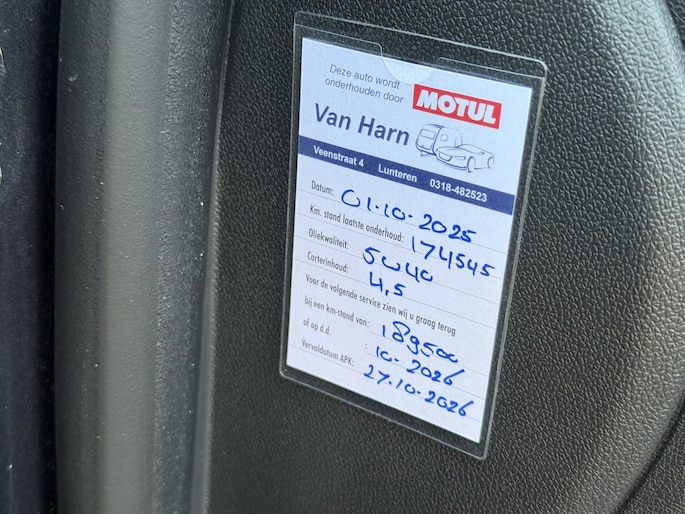 Deze auto wordt
onderhouden door
MOTUL
Van Harn
Veenstraat 4 Lunteren 0318-482523
Datum: 01-10-2025
Km. stand laatste onderhoud: 174545
Oliekwaliteit: 5w40
Carterinhoud: 4,5
Voor de volgende service zien wij u graag terug
bij een km-stand van: 189500
of op d.d. : 10-2026
Vervaldatum APK: 27-10-2026